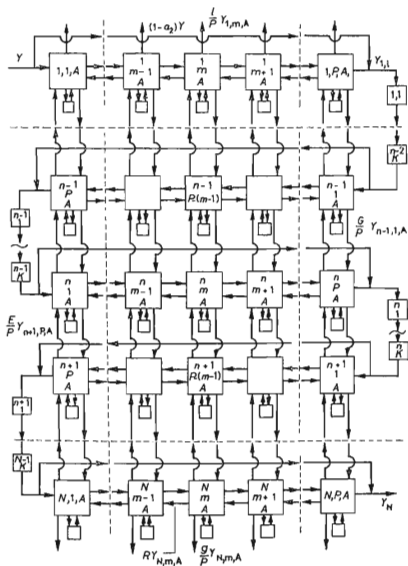 (1-a₂)Y
l/P Y₁,m,A
Y
Y₁,₁
1,1,A
1 m-1 A
1 m A
1 m+1 A
1,P,A,
1,1
n-2 K
n-1 P A
n-1 P-(m-1) A
n-1 1 A
n-1 1
G/P Yₙ₋₁,₁,A
n-1 K
n 1 A
n m-1 A
n m A
n m+1 A
n P A
n 1
n K
E/P Yₙ₊₁,P,A
n+1 P A
n+1 P-(m-1) A
n+1 1 A
n+1 1
N-1 K
N,1,A
N m-1 A
N m A
N m+1 A
N,P,A
Y_N
RY_N,m,A
g/P Y_N,m,A